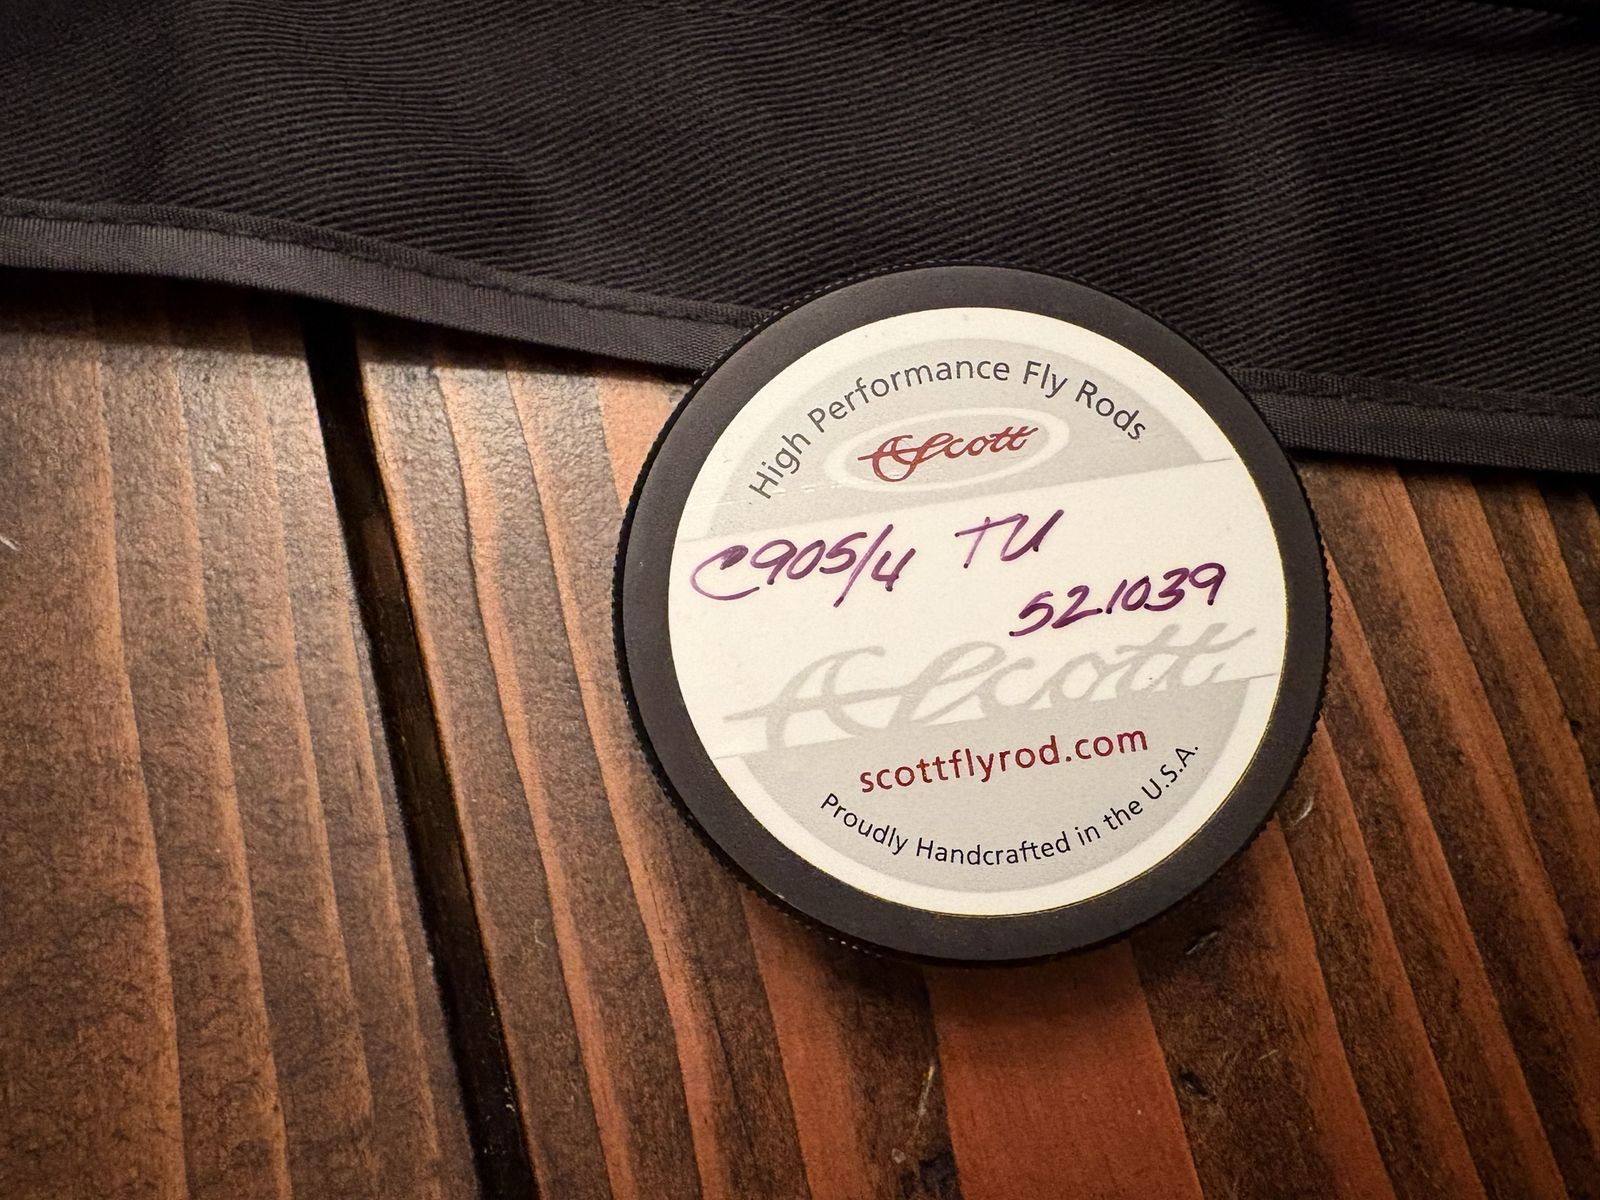 High Performance Fly Rods
Scott
C905/4 TU
521039
Scott
scottflyrod.com
Proudly Handcrafted in the U.S.A.